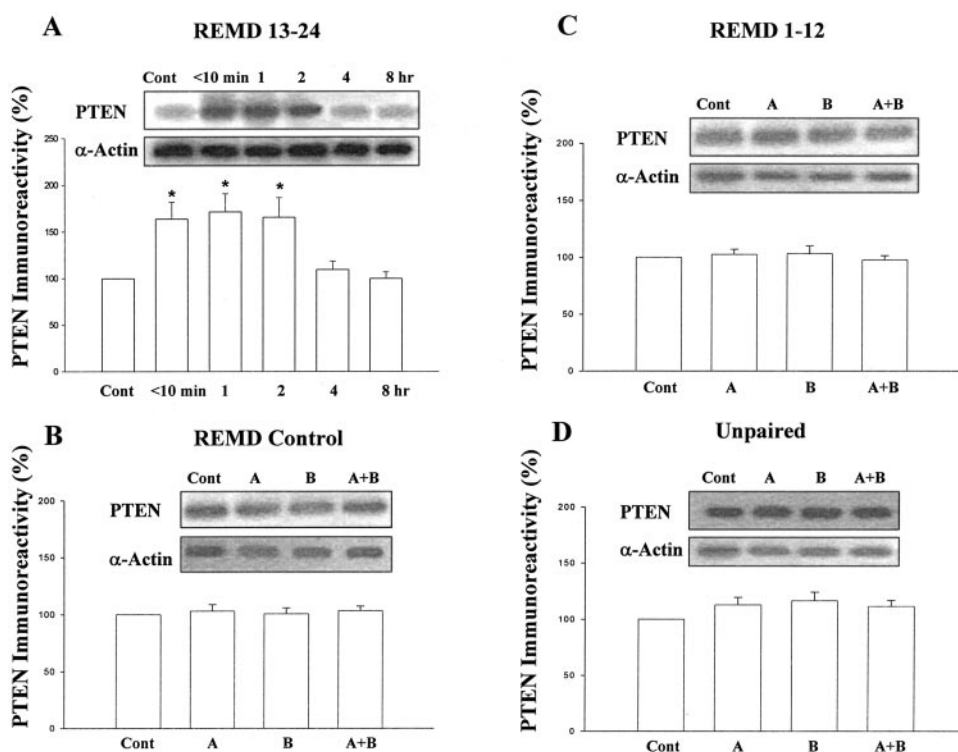 A
REMD 13-24
Cont <10 min 1 2 4 8 hr
PTEN
α-Actin
PTEN Immunoreactivity (%)
250
200
150
100
50
0
Cont <10 min 1 2 4 8 hr
* * *
B
REMD Control
Cont A B A+B
PTEN
α-Actin
PTEN Immunoreactivity (%)
200
150
100
50
0
Cont A B A+B
C
REMD 1-12
Cont A B A+B
PTEN
α-Actin
PTEN Immunoreactivity (%)
200
150
100
50
0
Cont A B A+B
D
Unpaired
Cont A B A+B
PTEN
α-Actin
PTEN Immunoreactivity (%)
200
150
100
50
0
Cont A B A+B